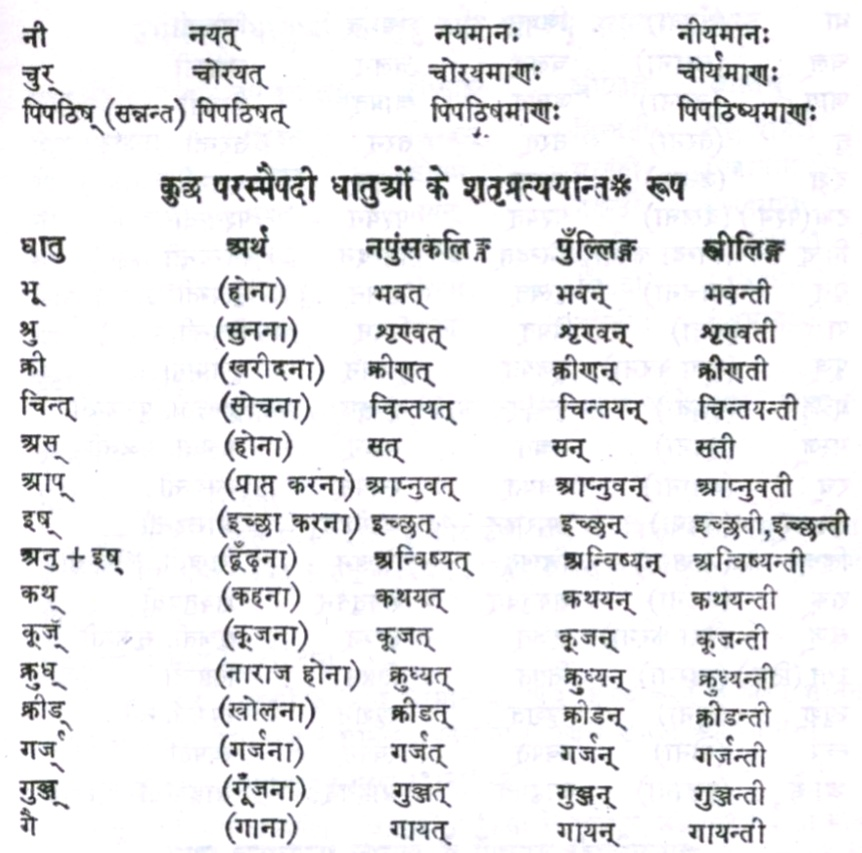 नी नयत् नयमानः नीयमानः
चुर् चोरयत् चोरयमाणः चोर्यमाणः
पिपठिष् (सन्नन्त) पिपठिषत् पिपठिषमाणः पिपठिष्यमाणः
कुछ परस्मैपदी धातुओं के शतृप्रत्ययान्त* रूप
धातु अर्थ नपुंसकलिङ्ग पुँल्लिङ्ग स्त्रीलिङ्ग
भू (होना) भवत् भवन् भवन्ती
श्रु (सुनना) शृण्वत् शृण्वन् शृण्वती
क्री (खरीदना) क्रीणत् क्रीणन् क्रीणती
चिन्त् (सोचना) चिन्तयत् चिन्तयन् चिन्तयन्ती
अस् (होना) सत् सन् सती
आप् (प्राप्त करना) आप्नुवत् आप्नुवन् आप्नुवती
इष् (इच्छा करना) इच्छत् इच्छन् इच्छती,इच्छन्ती
अनु + इष् (ढूँढ़ना) अन्विष्यत् अन्विष्यन् अन्विष्यन्ती
कथ् (कहना) कथयत् कथयन् कथयन्ती
कूज् (कूजना) कूजत् कूजन् कूजन्ती
क्रुध् (नाराज होना) क्रुध्यत् क्रुध्यन् क्रुध्यन्ती
क्रीड् (खेलना) क्रीडत् क्रीडन् क्रीडन्ती
गर्ज् (गर्जना) गर्जत् गर्जन् गर्जन्ती
गुञ्ज् (गूँजना) गुञ्जत् गुञ्जन् गुञ्जन्ती
गै (गाना) गायत् गायन् गायन्ती